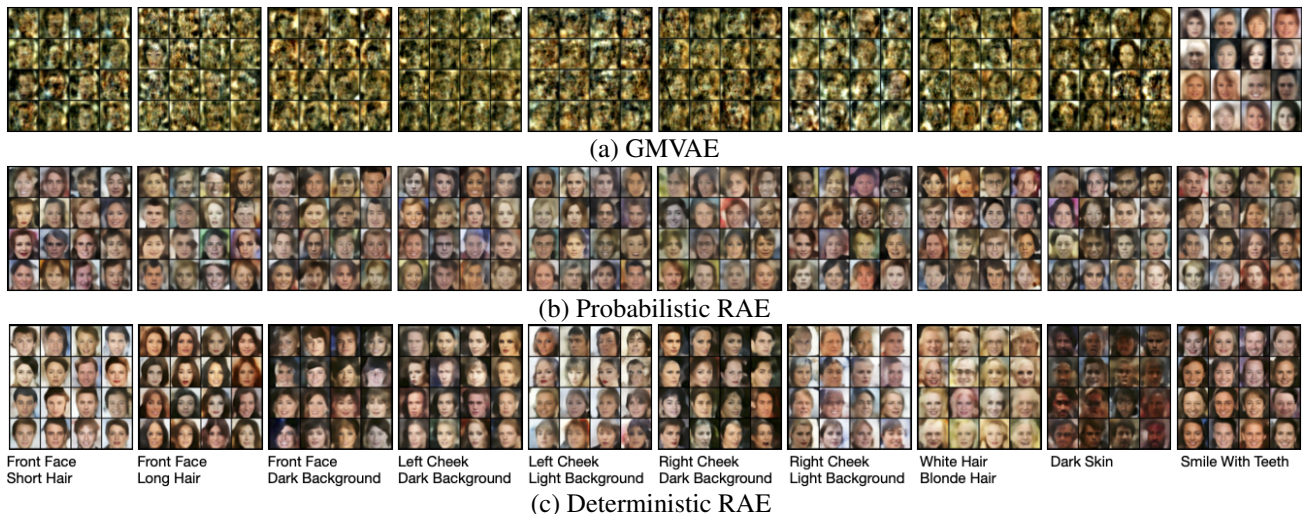 (a) GMVAE
(b) Probabilistic RAE
Front Face
Short Hair
Front Face
Long Hair
Front Face
Dark Background
Left Cheek
Dark Background
Left Cheek
Light Background
Right Cheek
Dark Background
Right Cheek
Light Background
White Hair
Blonde Hair
Dark Skin
Smile With Teeth
(c) Deterministic RAE